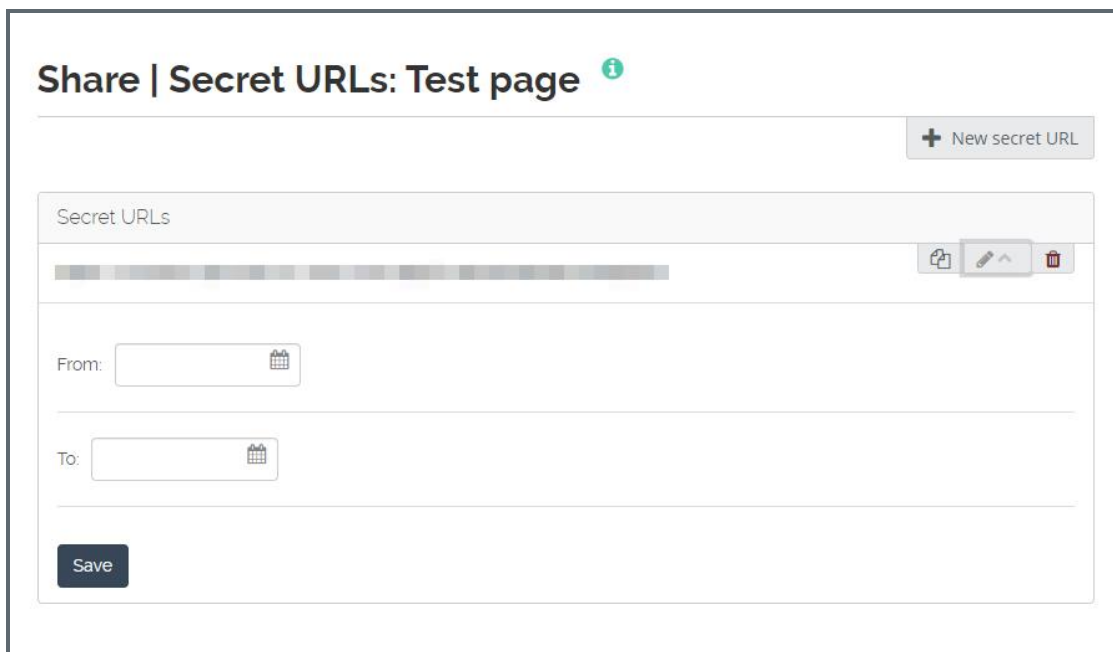 Share | Secret URLs: Test page
New secret URL
Secret URLs
From:
To:
Save